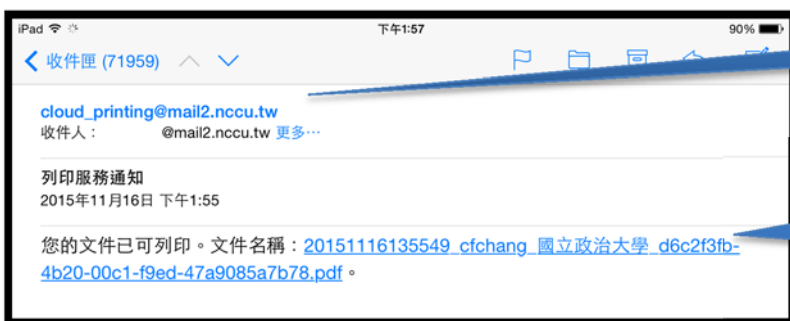 iPad 下午1:57 90%
收件匣 (71959)
cloud_printing@mail2.nccu.tw
收件人： @mail2.nccu.tw 更多…
列印服務通知
2015年11月16日 下午1:55
您的文件已可列印。文件名稱：20151116135549_cfchang_國立政治大學_d6c2f3fb-
4b20-00c1-f9ed-47a9085a7b78.pdf。